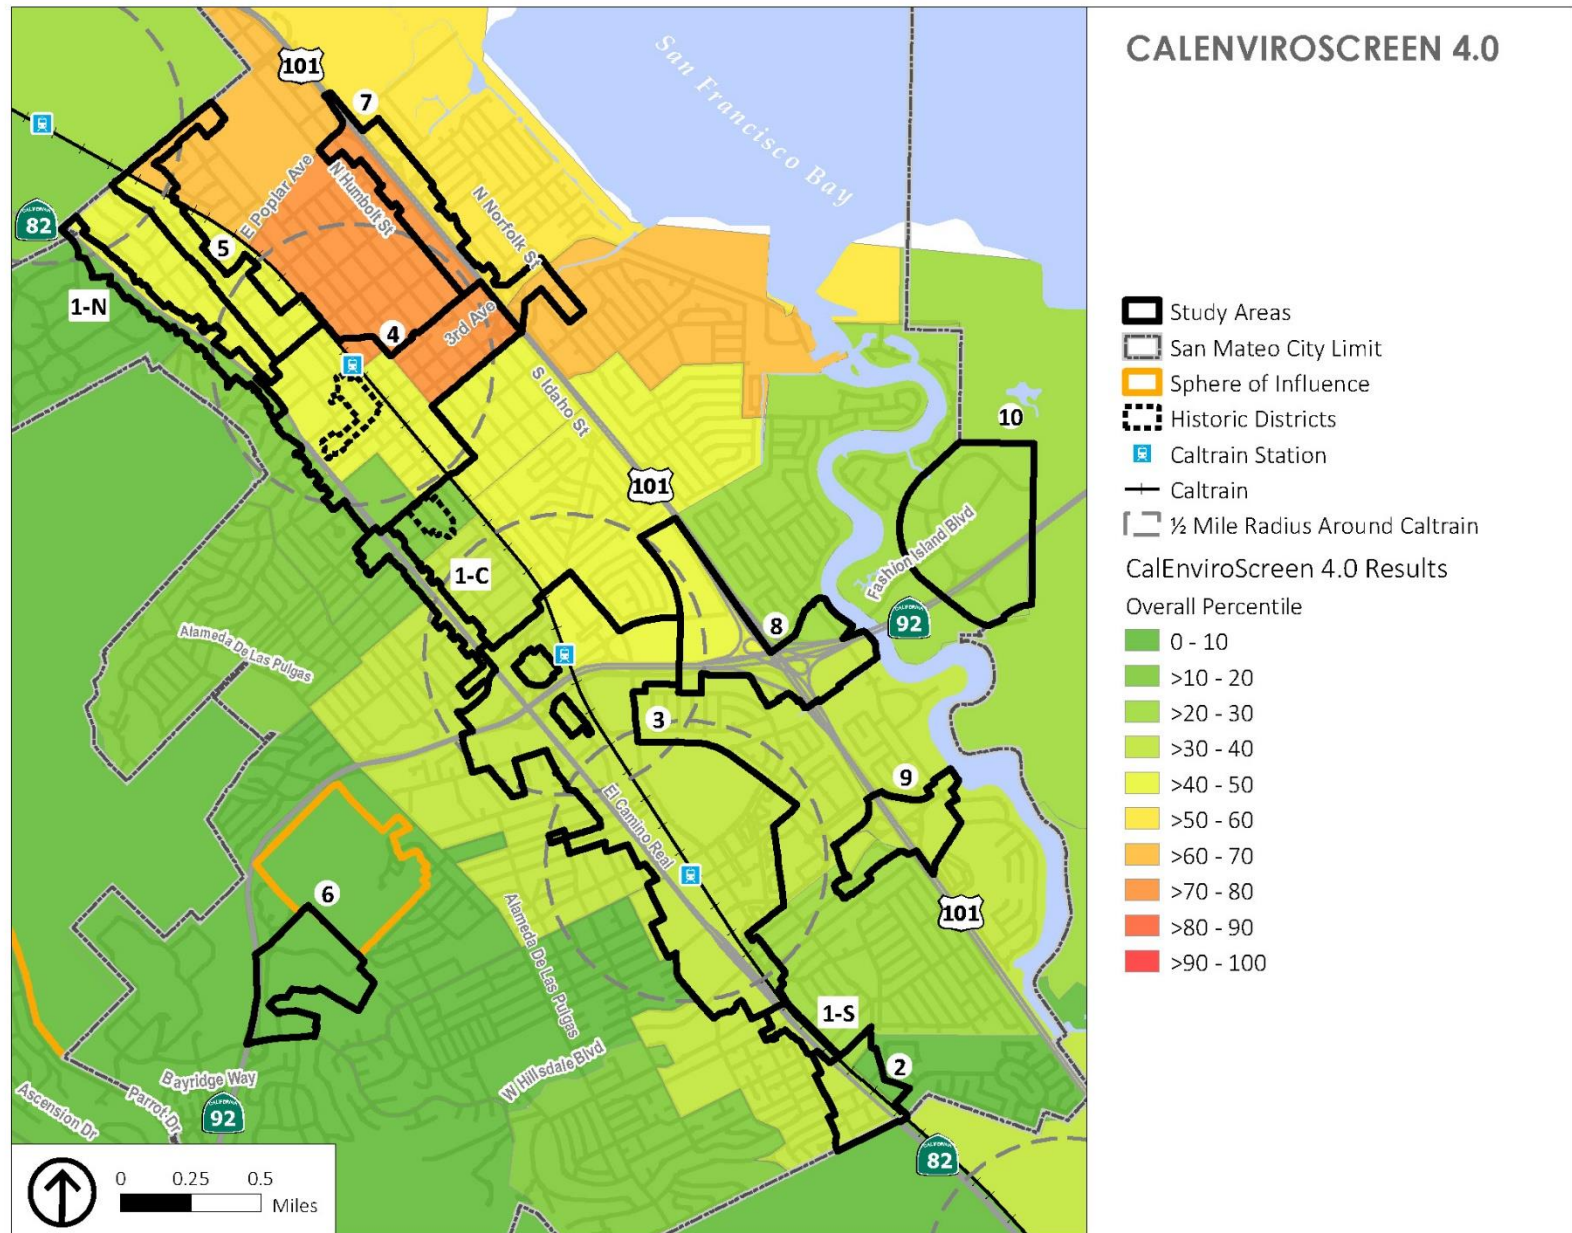 CALENVIROSCREEN 4.0
Study Areas
San Mateo City Limit
Sphere of Influence
Historic Districts
Caltrain Station
Caltrain
½ Mile Radius Around Caltrain
CalEnviroScreen 4.0 Results
Overall Percentile
0 - 10
>10 - 20
>20 - 30
>30 - 40
>40 - 50
>50 - 60
>60 - 70
>70 - 80
>80 - 90
>90 - 100
San Francisco Bay
101
7
CALIFORNIA
82
E Poplar Ave
N Humbolt St
N Norfolk St
5
1-N
4
3rd Ave
S Idaho St
10
101
Fashion Island Blvd
1-C
8
CALIFORNIA
92
Alameda De Las Pulgas
3
9
El Camino Real
6
101
Alameda De Las Pulgas
1-S
2
W Hillsdale Blvd
Bayridge Way
Parrot Dr
Ascension Dr
CALIFORNIA
92
CALIFORNIA
82
0 0.25 0.5
Miles